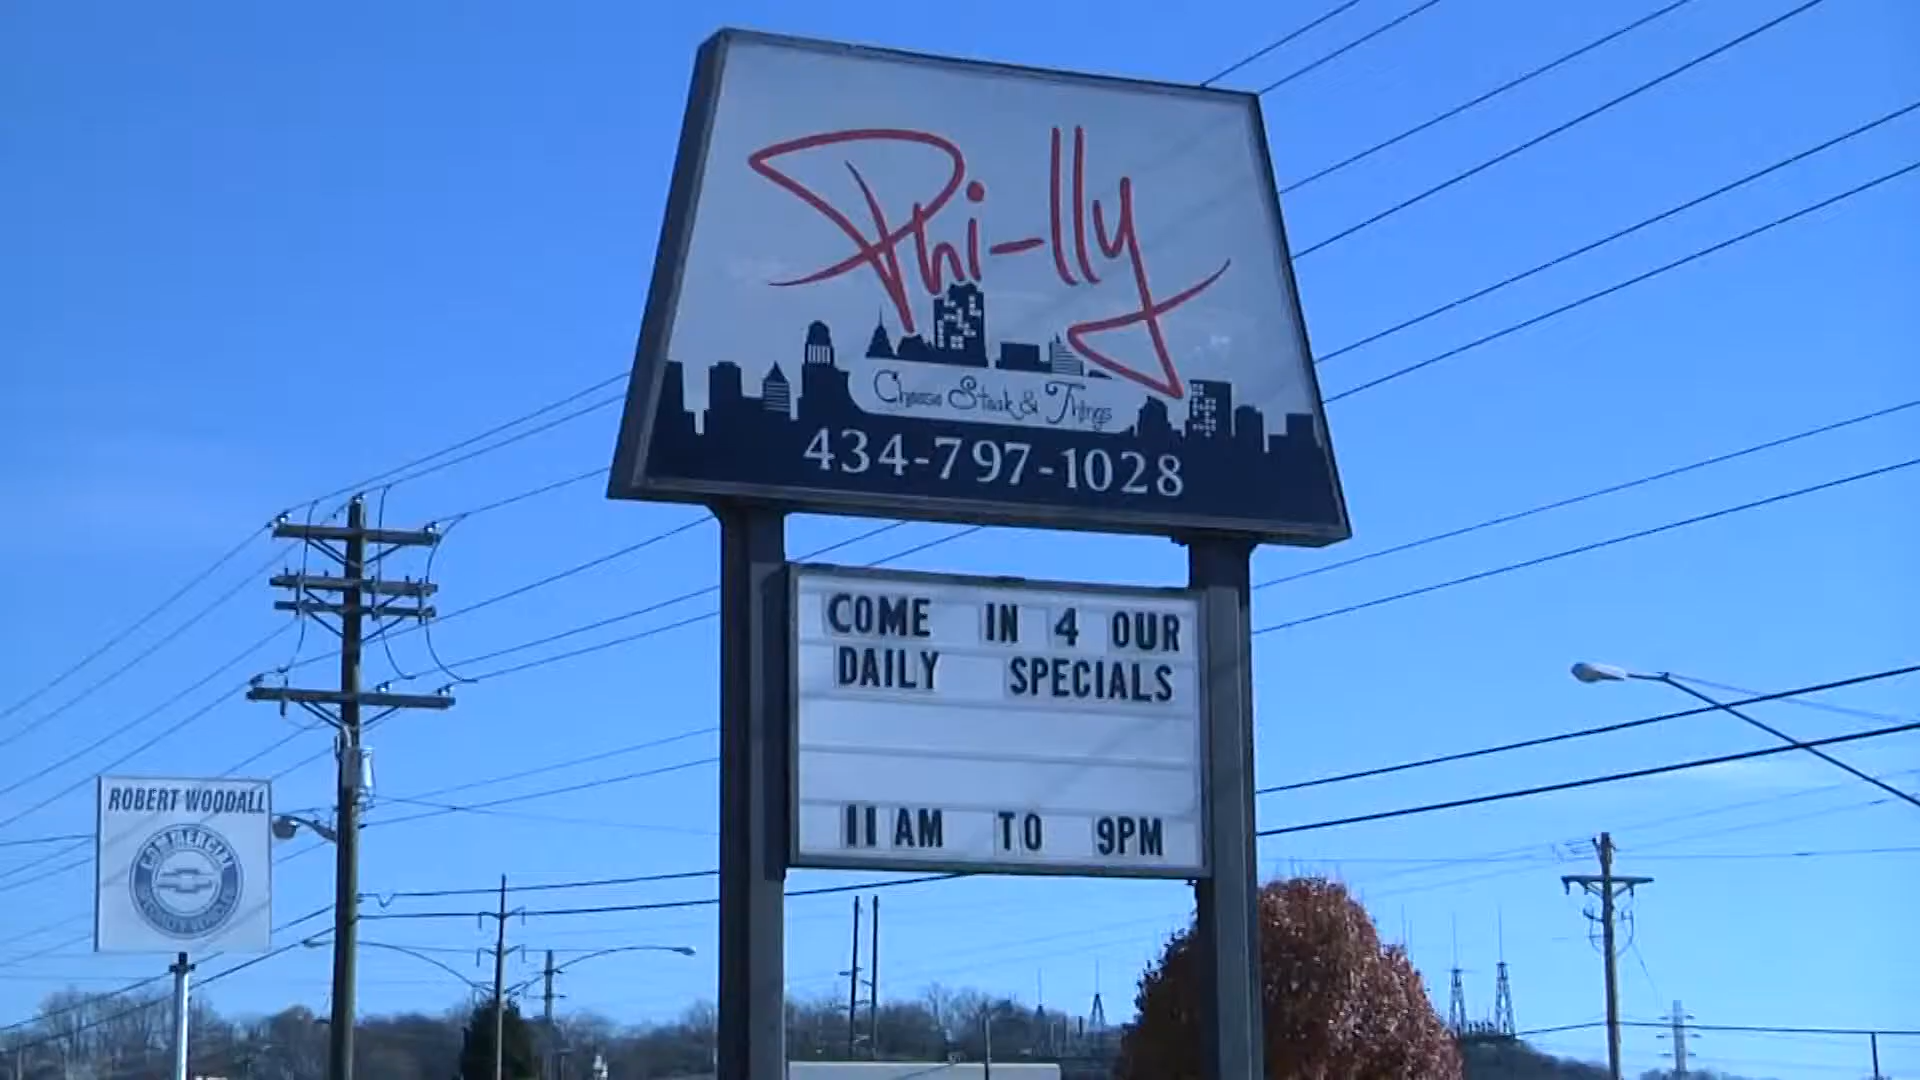 Phi-lly
Cheese Steak & Things
434-797-1028
COME IN 4 OUR
DAILY SPECIALS
11 AM TO 9PM
ROBERT WOODALL
COMMERCIAL